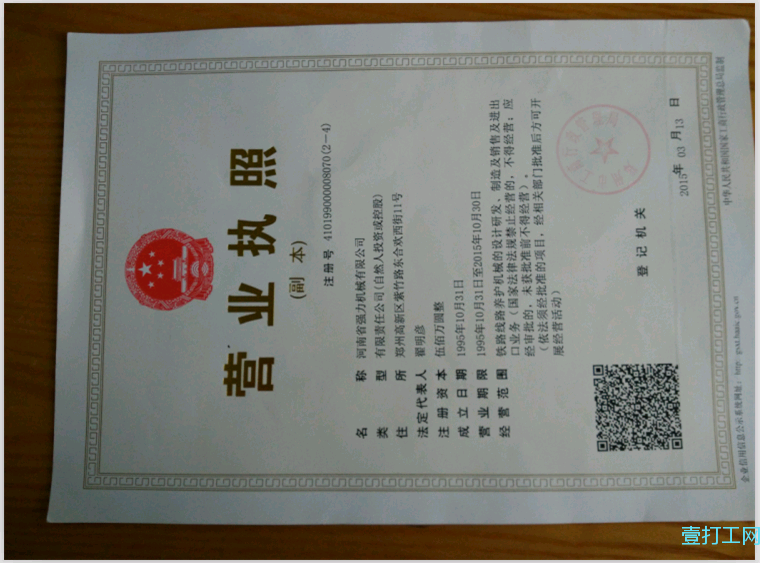 营业执照
(副 本)
注册号 410199000008070(2-4)
名 称 河南省强力机械有限公司
类 型 有限责任公司(自然人投资或控股)
住 所 郑州高新区紫竹路东合欢西街11号
法定代表人 翟明彦
注册资本 伍佰万圆整
成立日期 1995年10月31日
营业期限 1995年10月31日至2015年10月30日
经营范围 铁路线路养护机械的设计研发、制造及销售及进出
口业务（国家法律法规禁止经营的，不得经营；应
经审批的，未获批准前不得经营）。
（依法须经批准的项目，经相关部门批准后方可开
展经营活动）
登记机关
2015年 03 月 13 日
企业信用信息公示系统网址：http://gsxt.haaic.gov.cn
中华人民共和国国家工商行政管理总局监制
壹打工网